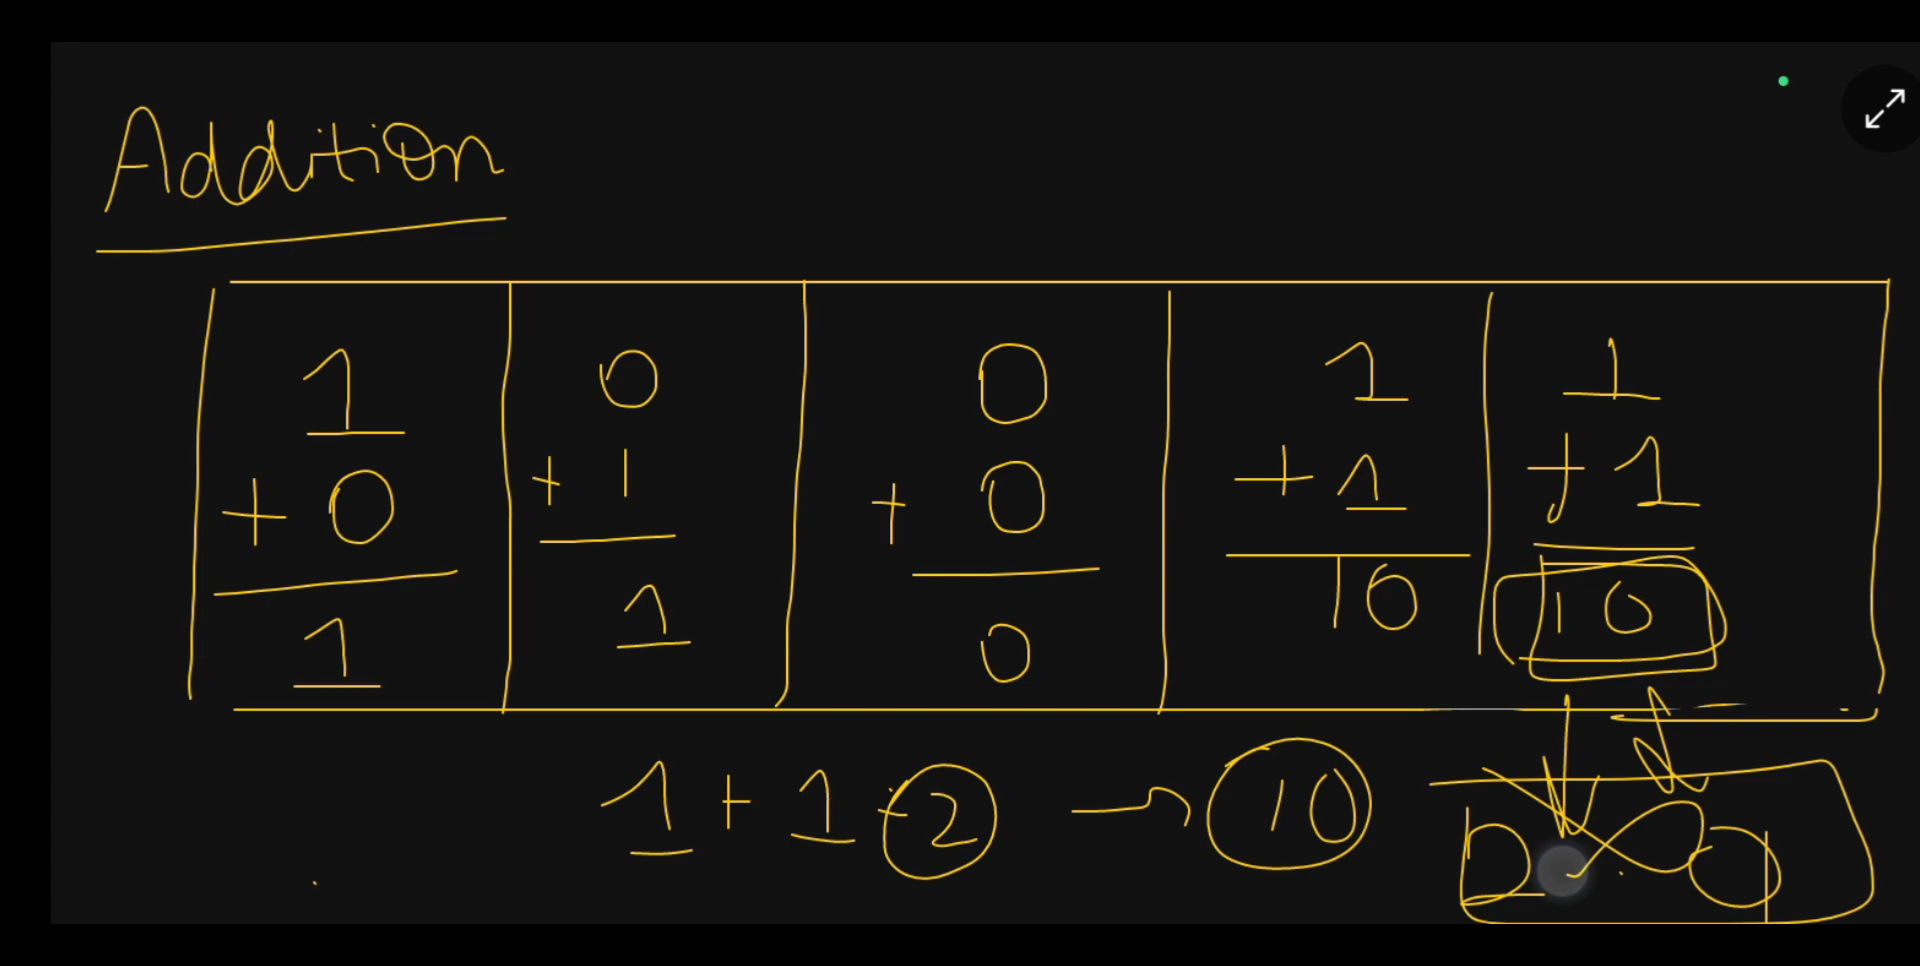 Addition
1 0 0 1 1
+ 0 + 1 + 0 + 1 + 1
1 1 0 10 10
1 + 1 = 2 → 10